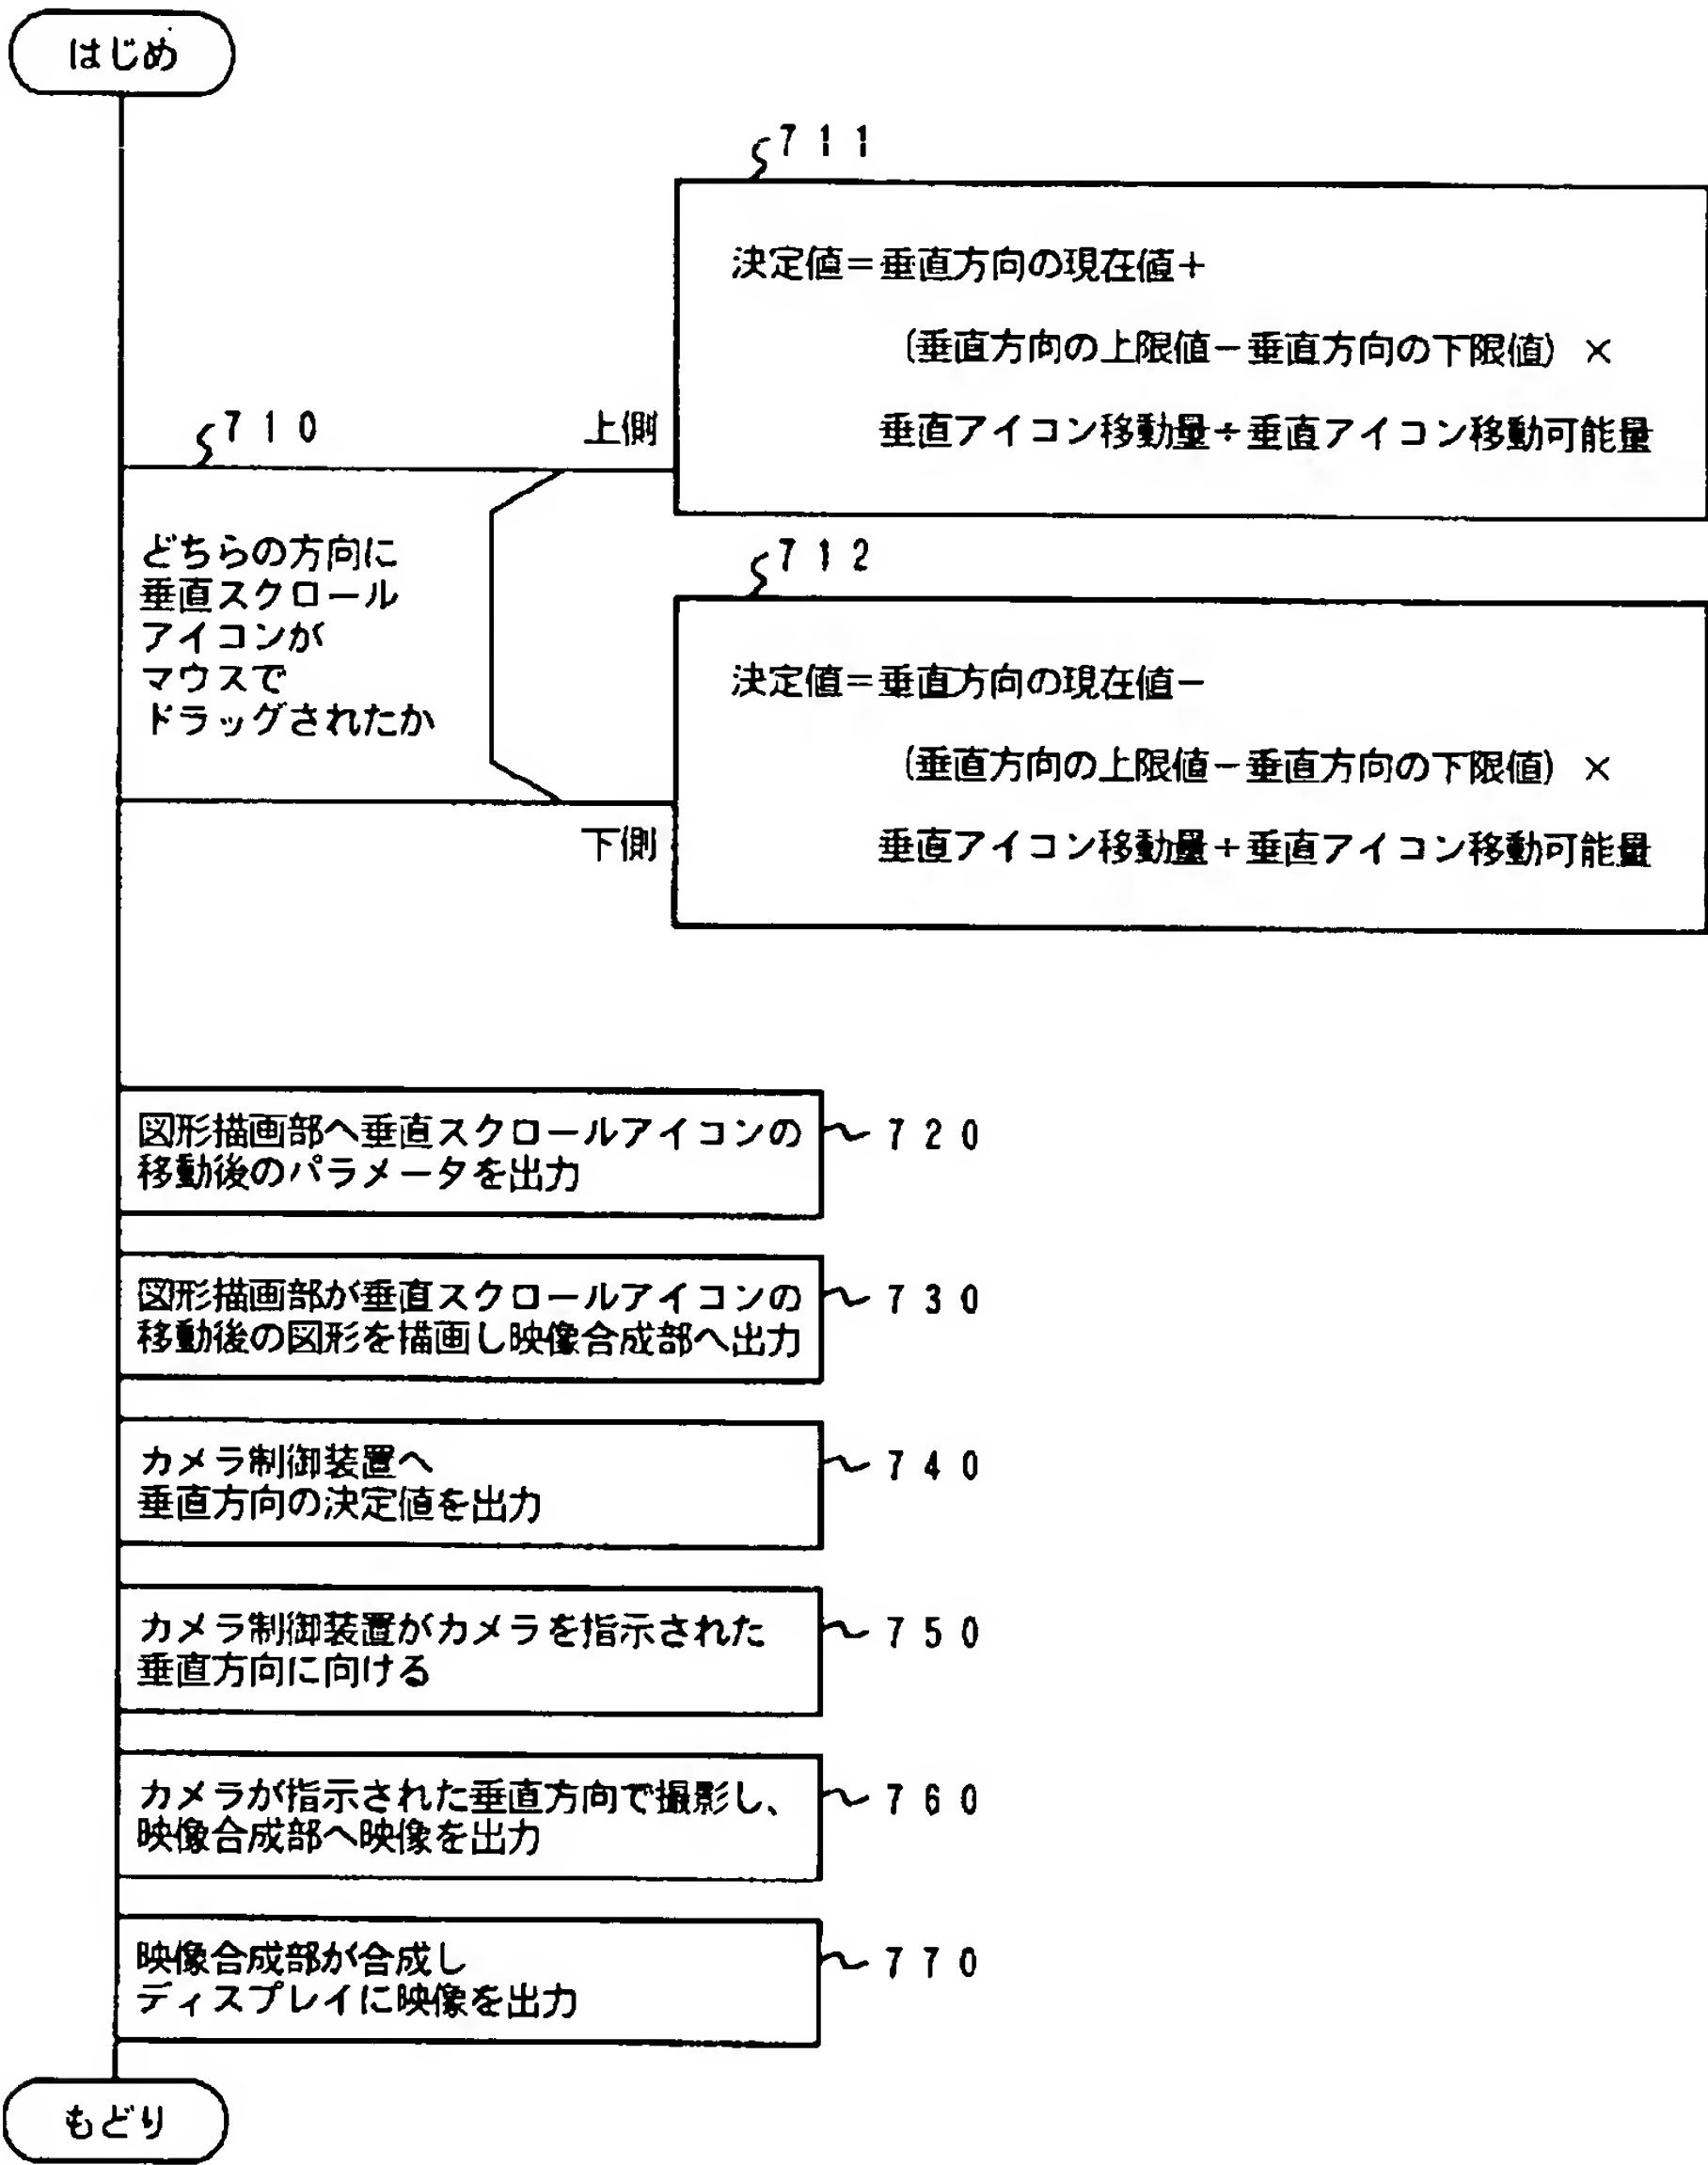 はじめ
711
決定値＝垂直方向の現在値＋
(垂直方向の上限値－垂直方向の下限値) ×
垂直アイコン移動量÷垂直アイコン移動可能量
710
上側
どちらの方向に
垂直スクロール
アイコンが
マウスで
ドラッグされたか
712
決定値＝垂直方向の現在値－
(垂直方向の上限値－垂直方向の下限値) ×
垂直アイコン移動量÷垂直アイコン移動可能量
下側
図形描画部へ垂直スクロールアイコンの
移動後のパラメータを出力
720
図形描画部が垂直スクロールアイコンの
移動後の図形を描画し映像合成部へ出力
730
カメラ制御装置へ
垂直方向の決定値を出力
740
カメラ制御装置がカメラを指示された
垂直方向に向ける
750
カメラが指示された垂直方向で撮影し、
映像合成部へ映像を出力
760
映像合成部が合成し
ディスプレイに映像を出力
770
もどり